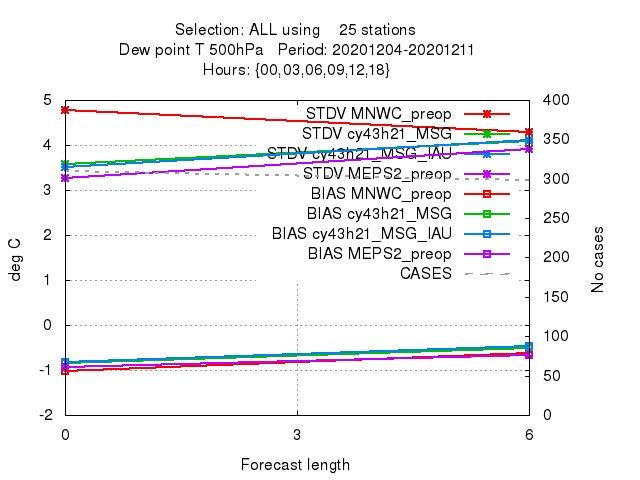 Selection: ALL using 25 stations
Dew point T 500hPa Period: 20201204-20201211
Hours: {00,03,06,09,12,18}
5
4
3
2
1
0
-1
-2
deg C
400
350
300
250
200
150
100
50
0
No cases
STDV MNWC_preop
STDV cy43h21_MSG
STDV cy43h21_MSG_IAU
STDV MEPS2_preop
BIAS MNWC_preop
BIAS cy43h21_MSG
BIAS cy43h21_MSG_IAU
BIAS MEPS2_preop
CASES
0 3 6
Forecast length